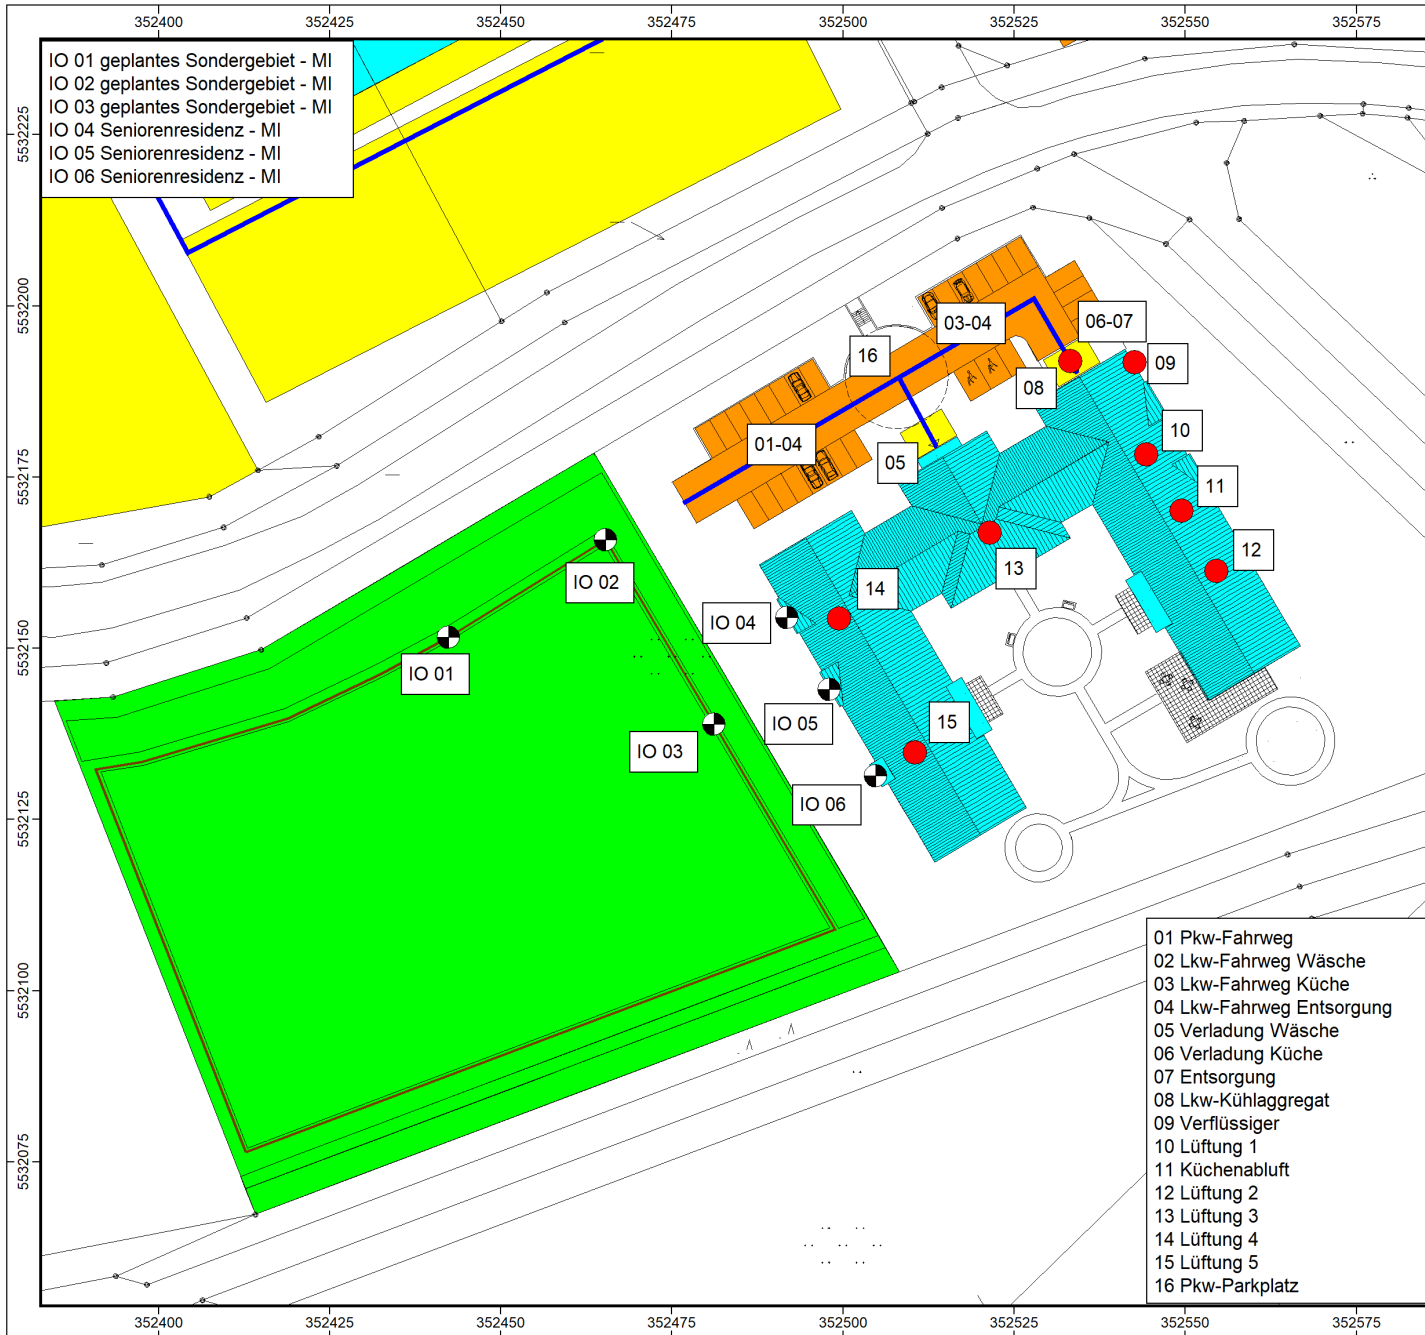 352400 352425 352450 352475 352500 352525 352550 352575
IO 01 geplantes Sondergebiet - MI
IO 02 geplantes Sondergebiet - MI
IO 03 geplantes Sondergebiet - MI
IO 04 Seniorenresidenz - MI
IO 05 Seniorenresidenz - MI
IO 06 Seniorenresidenz - MI
5532225
5532200
5532175
5532150
5532125
5532100
5532075
03-04
06-07
16
09
08
01-04
10
05
11
12
IO 02
13
14
IO 04
IO 01
IO 05
15
IO 03
IO 06
01 Pkw-Fahrweg
02 Lkw-Fahrweg Wäsche
03 Lkw-Fahrweg Küche
04 Lkw-Fahrweg Entsorgung
05 Verladung Wäsche
06 Verladung Küche
07 Entsorgung
08 Lkw-Kühlaggregat
09 Verflüssiger
10 Lüftung 1
11 Küchenabluft
12 Lüftung 2
13 Lüftung 3
14 Lüftung 4
15 Lüftung 5
16 Pkw-Parkplatz
352400 352425 352450 352475 352500 352525 352550 352575